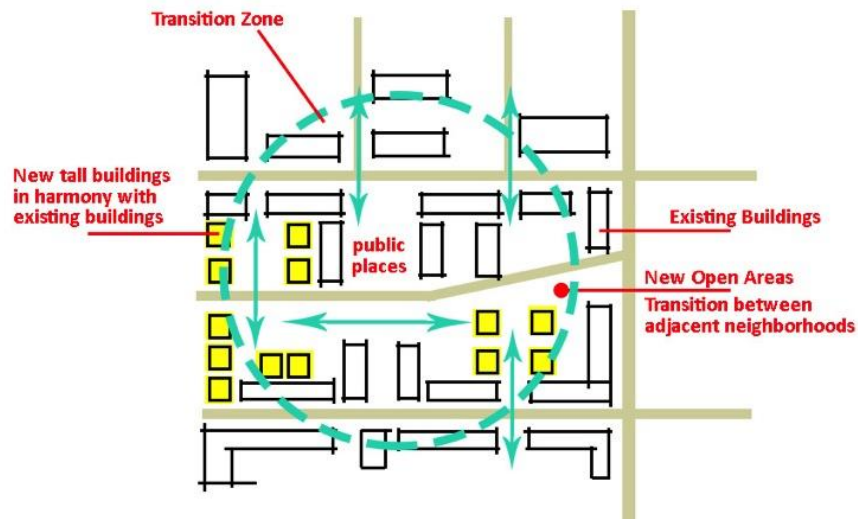 Transition Zone
New tall buildings
in harmony with
existing buildings
public
places
Existing Buildings
New Open Areas
Transition between
adjacent neighborhoods